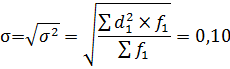 σ=√σ² = √(∑ d₁² × f₁ / ∑ f₁) = 0,10